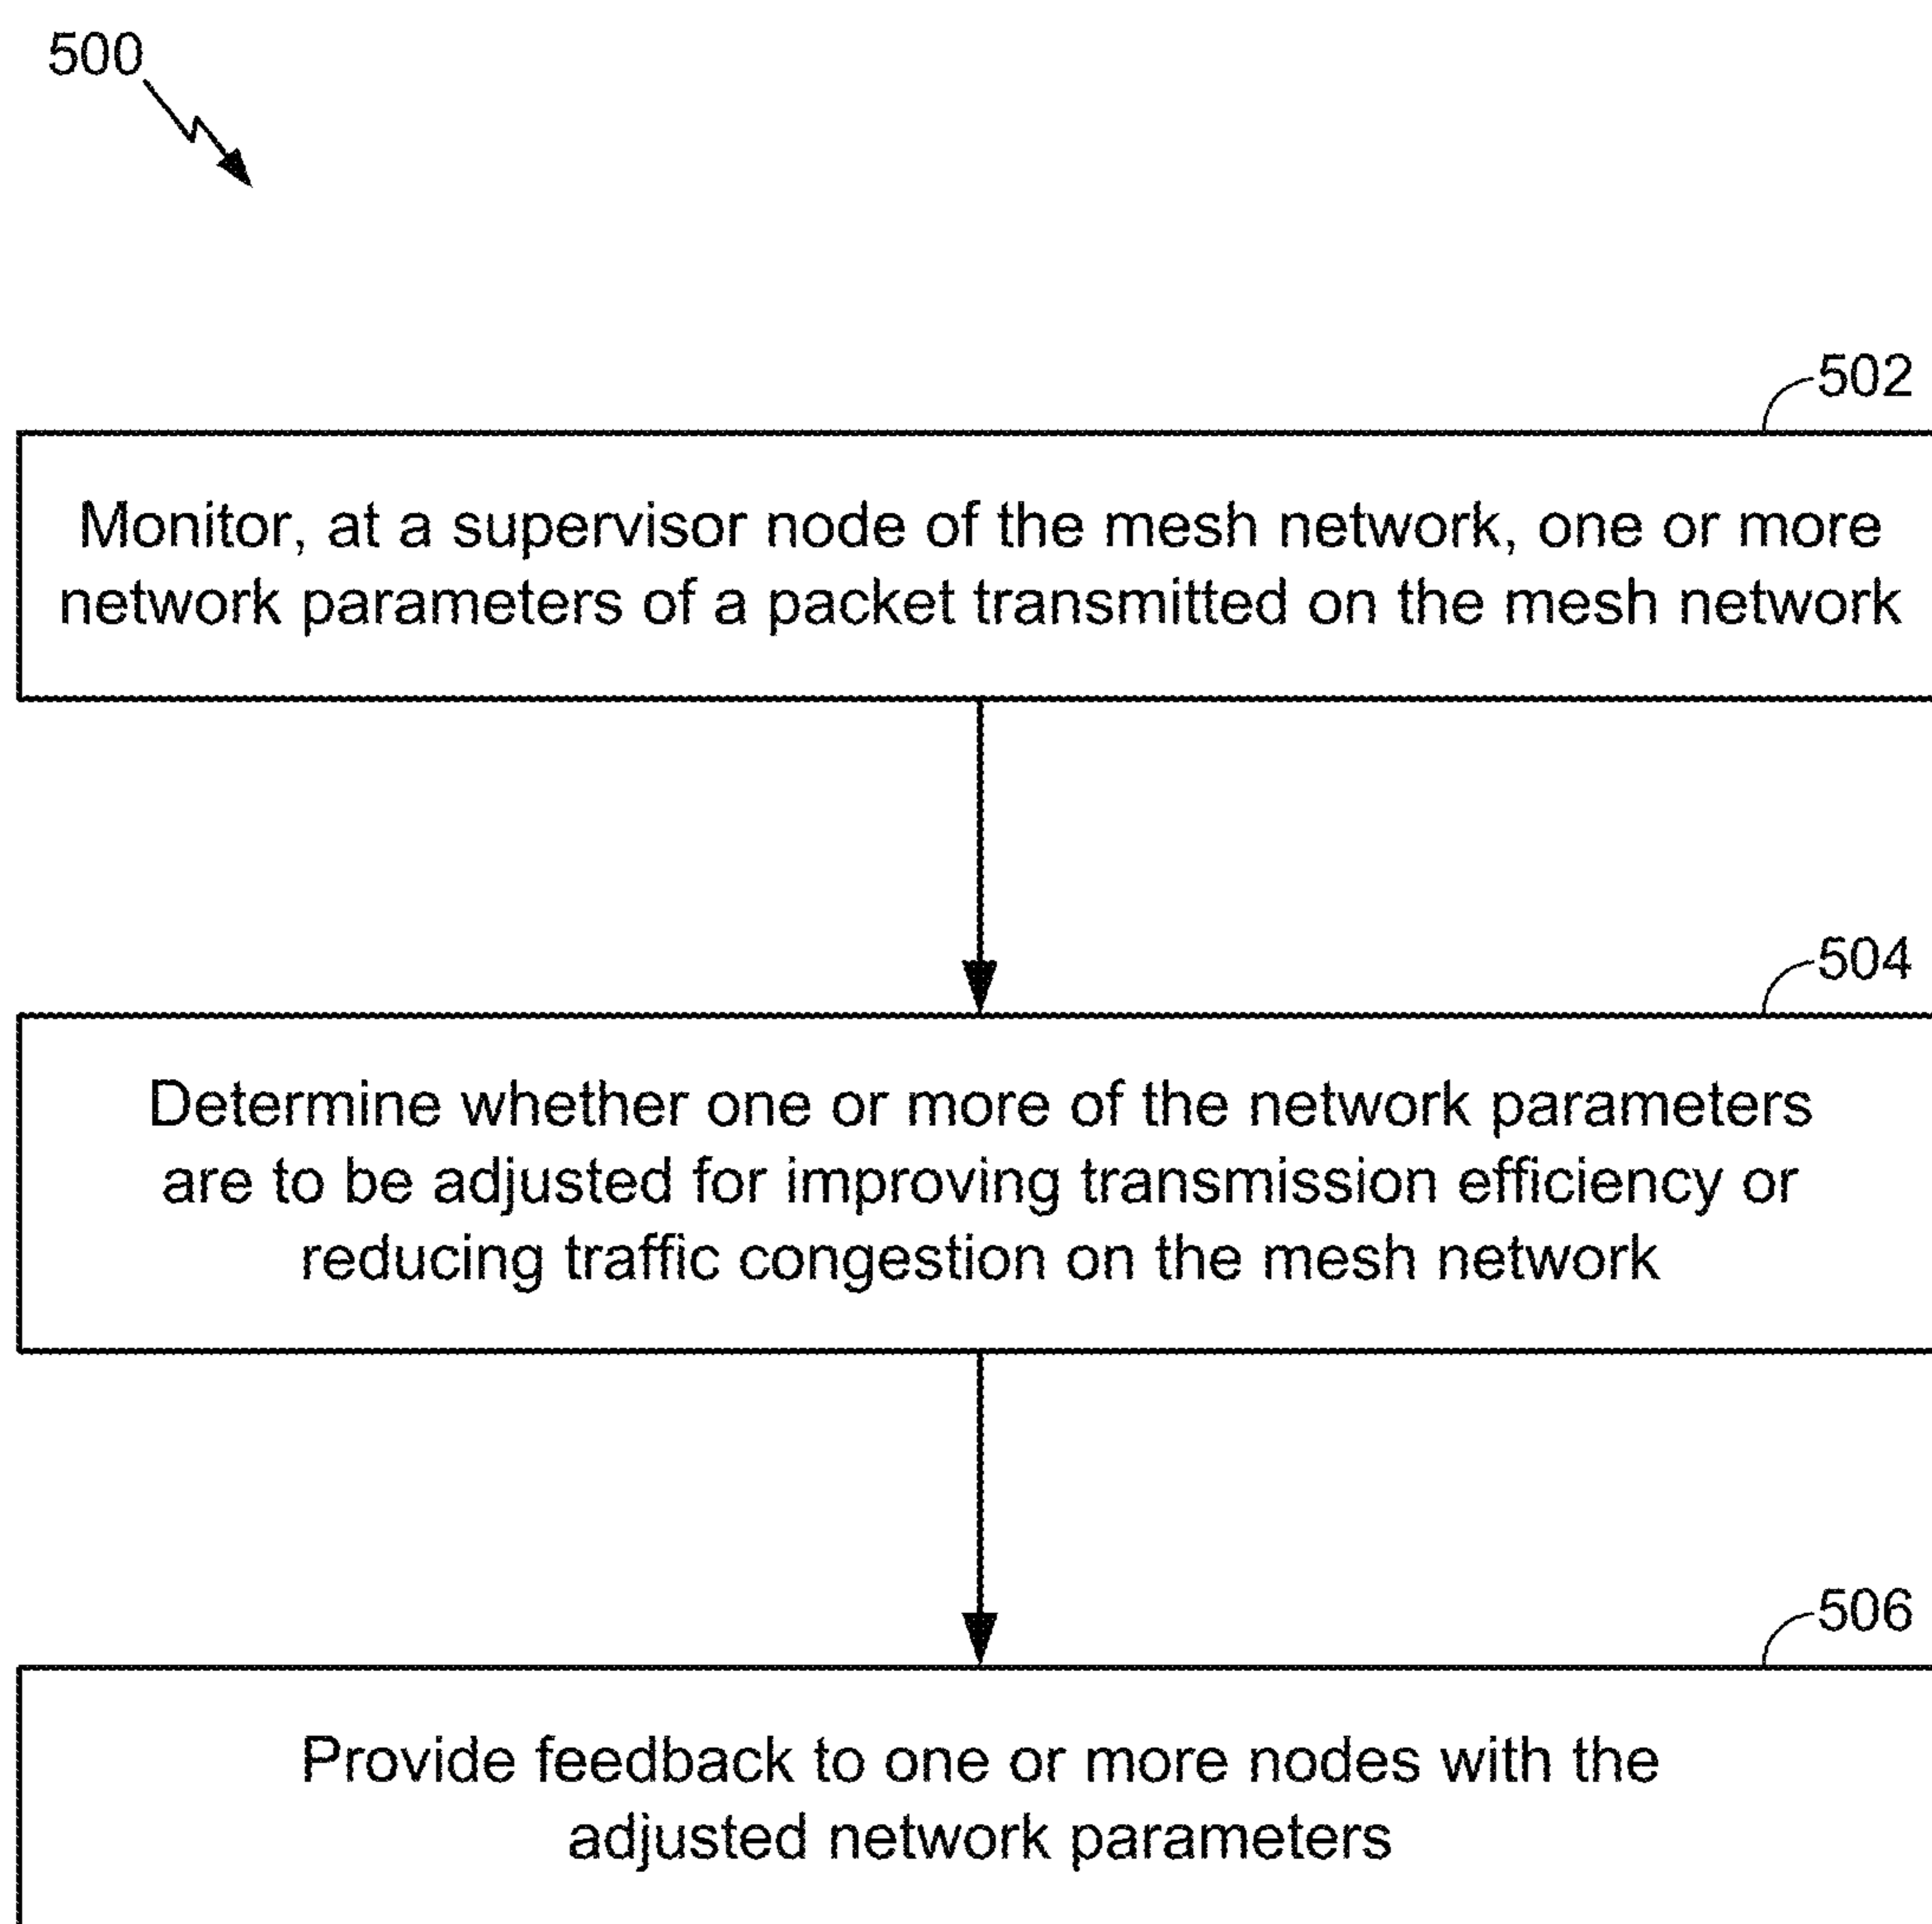 500
502
Monitor, at a supervisor node of the mesh network, one or more
network parameters of a packet transmitted on the mesh network
504
Determine whether one or more of the network parameters
are to be adjusted for improving transmission efficiency or
reducing traffic congestion on the mesh network
506
Provide feedback to one or more nodes with the
adjusted network parameters